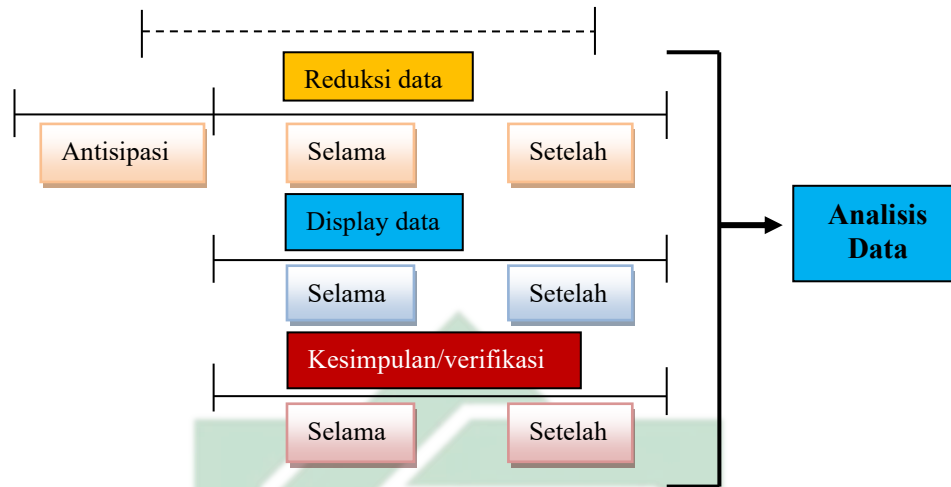 Reduksi data
Antisipasi
Selama
Setelah
Display data
Selama
Setelah
Kesimpulan/verifikasi
Selama
Setelah
Analisis
Data